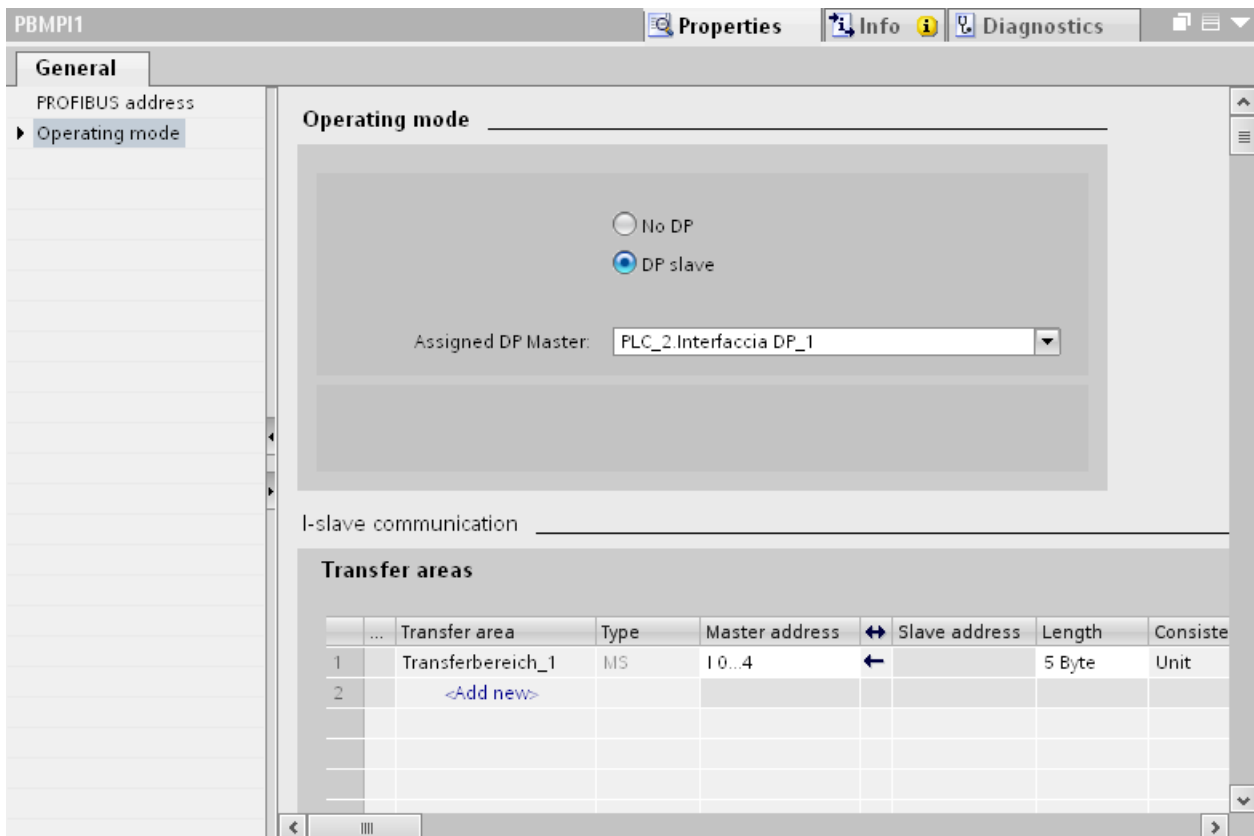 PBMPI1
Properties
Info
Diagnostics
General
PROFIBUS address
Operating mode
Operating mode
No DP
DP slave
Assigned DP Master: PLC_2.Interfaccia DP_1
I-slave communication
Transfer areas
... Transfer area Type Master address ↔ Slave address Length Consiste
1 Transferbereich_1 MS I 0...4 ← 5 Byte Unit
2 <Add new>